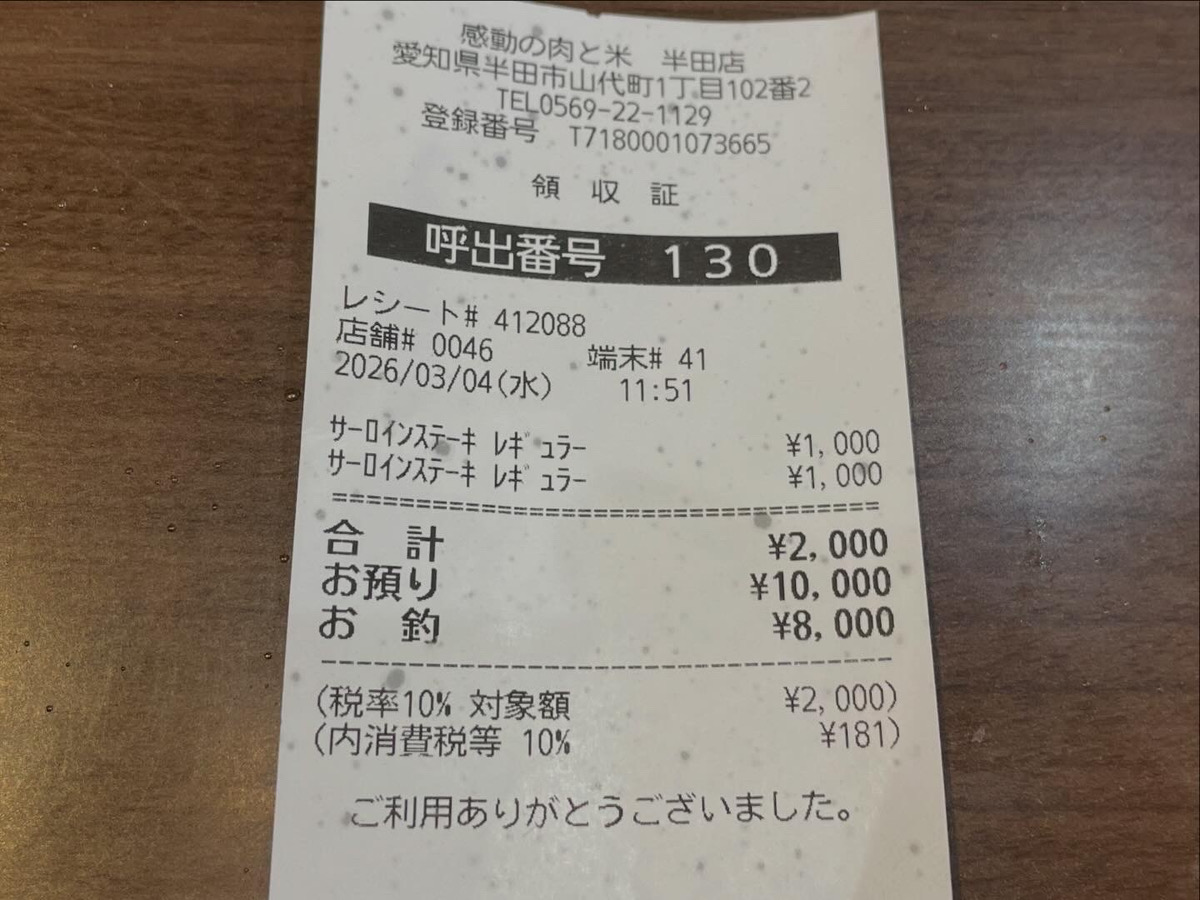 感動の肉と米　半田店
愛知県半田市山代町1丁目102番2
TEL0569-22-1129
登録番号　T7180001073665
領　収　証
呼出番号　１３０
レシート# 412088
店舗# 0046　端末# 41
2026/03/04(水)　11:51
ｻｰﾛｲﾝｽﾃｰｷ ﾚｷﾞｭﾗｰ　¥1,000
ｻｰﾛｲﾝｽﾃｰｷ ﾚｷﾞｭﾗｰ　¥1,000
合　計　¥2,000
お預り　¥10,000
お　釣　¥8,000
(税率10% 対象額　¥2,000)
(内消費税等 10%　¥181)
ご利用ありがとうございました。